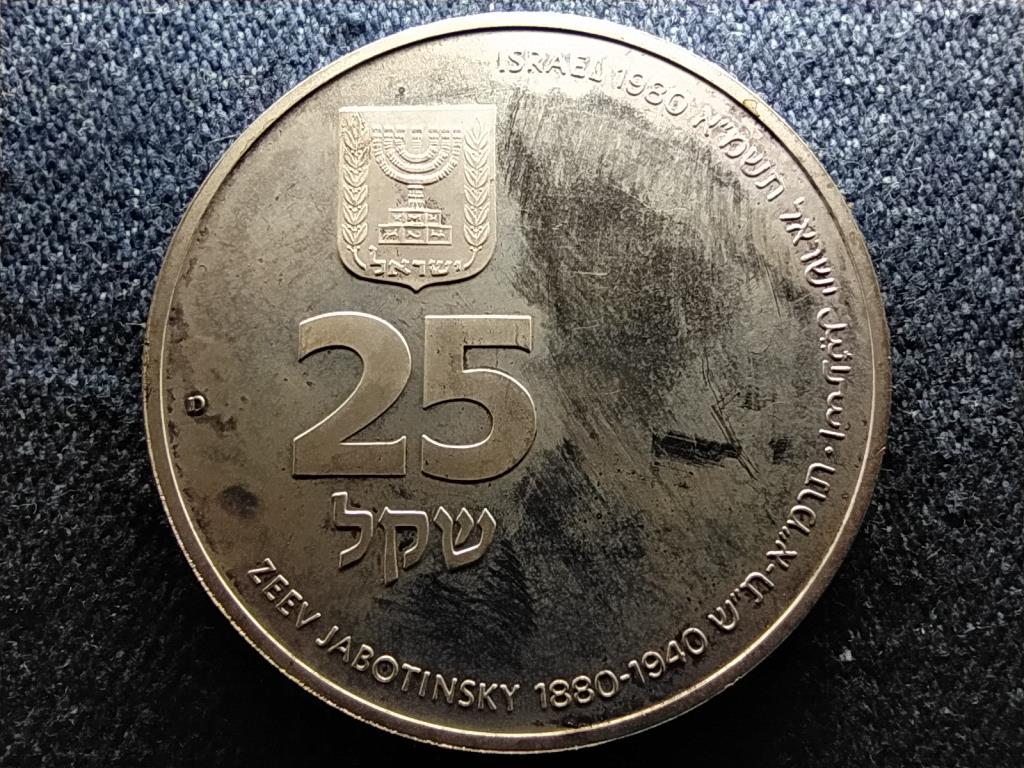 ISRAEL 1980 ישראל תשמ"א
ישראל
25
שקל
D
ZEEV JABOTINSKY 1880-1940 תרמ"א-ת"ש